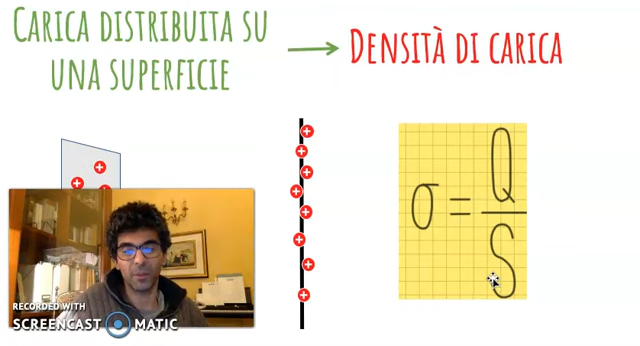 CARICA DISTRIBUITA SU
UNA SUPERFICIE
DENSITÀ DI CARICA
σ = Q/S
RECORDED WITH
SCREENCAST MATIC